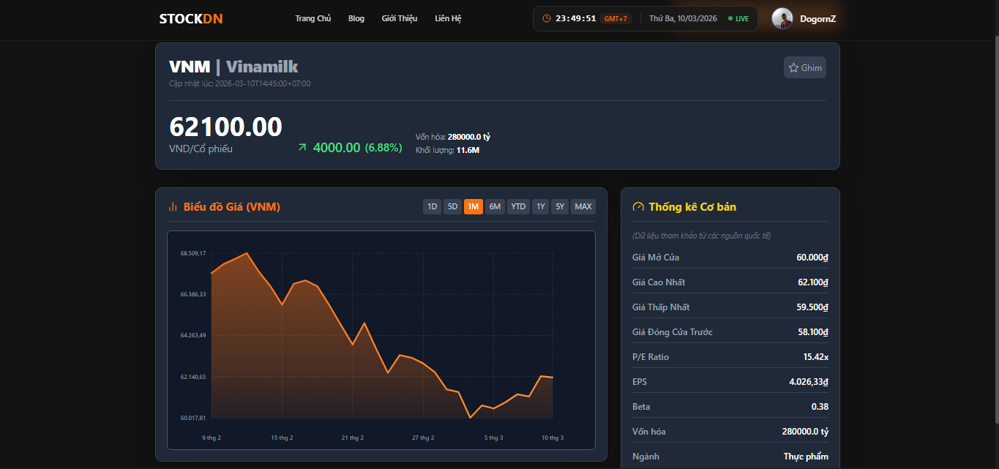 STOCKDN
Trang Chủ
Blog
Giới Thiệu
Liên Hệ
23:49:51 GMT+7
Thứ Ba, 10/03/2026
LIVE
DogornZ
VNM | Vinamilk
Ghim
Cập nhật lúc: 2026-03-10T14:45:00+07:00
62100.00
VND/Cổ phiếu
4000.00 (6.88%)
Vốn hóa: 280000.0 tỷ
Khối lượng: 11.6M
Biểu đồ Giá (VNM)
1D
5D
1M
6M
YTD
1Y
5Y
MAX
68.509,17
66.386,33
64.263,49
62.140,65
60.017,81
9 thg 2
15 thg 2
21 thg 2
27 thg 2
5 thg 3
10 thg 3
Thống kê Cơ bản
(Dữ liệu tham khảo từ các nguồn quốc tế)
Giá Mở Cửa 60.000₫
Giá Cao Nhất 62.100₫
Giá Thấp Nhất 59.500₫
Giá Đóng Cửa Trước 58.100₫
P/E Ratio 15.42x
EPS 4.026,33₫
Beta 0.38
Vốn hóa 280000.0 tỷ
Ngành Thực phẩm